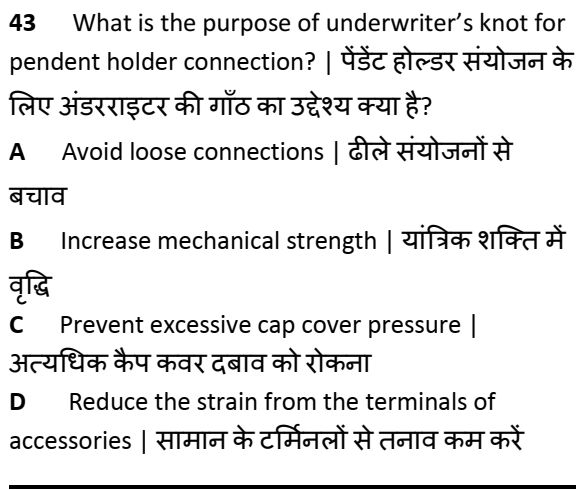 43 What is the purpose of underwriter's knot for
pendent holder connection? | पेंडेंट होल्डर संयोजन के
लिए अंडरराइटर की गाँठ का उद्देश्य क्या है?
A Avoid loose connections | ढीले संयोजनों से
बचाव
B Increase mechanical strength | यांत्रिक शक्ति में
वृद्धि
C Prevent excessive cap cover pressure |
अत्यधिक कैप कवर दबाव को रोकना
D Reduce the strain from the terminals of
accessories | सामान के टर्मिनलों से तनाव कम करें